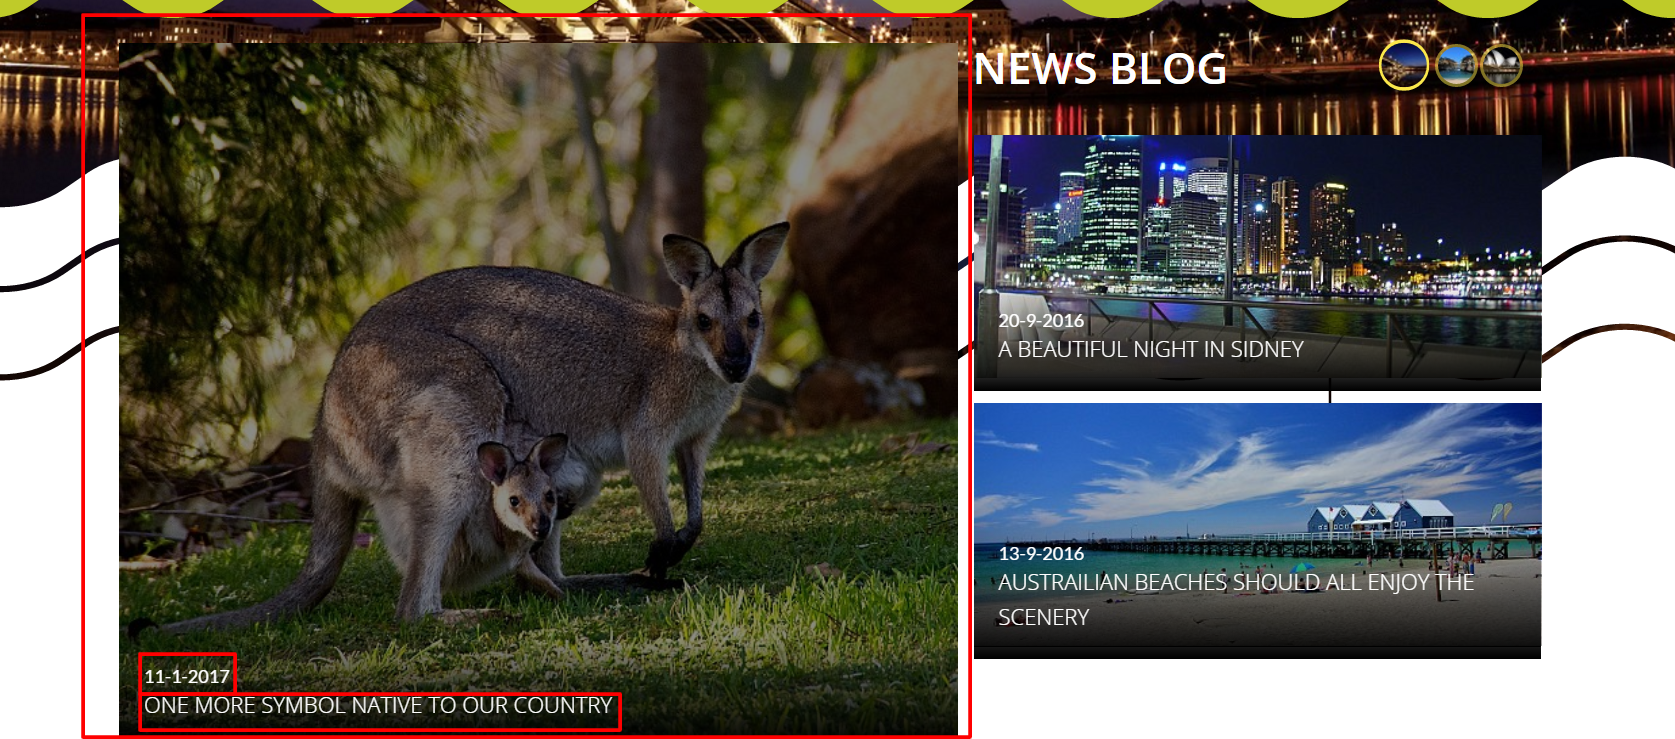 NEWS BLOG
20-9-2016
A BEAUTIFUL NIGHT IN SIDNEY
13-9-2016
AUSTRAILIAN BEACHES SHOULD ALL ENJOY THE
SCENERY
11-1-2017
ONE MORE SYMBOL NATIVE TO OUR COUNTRY